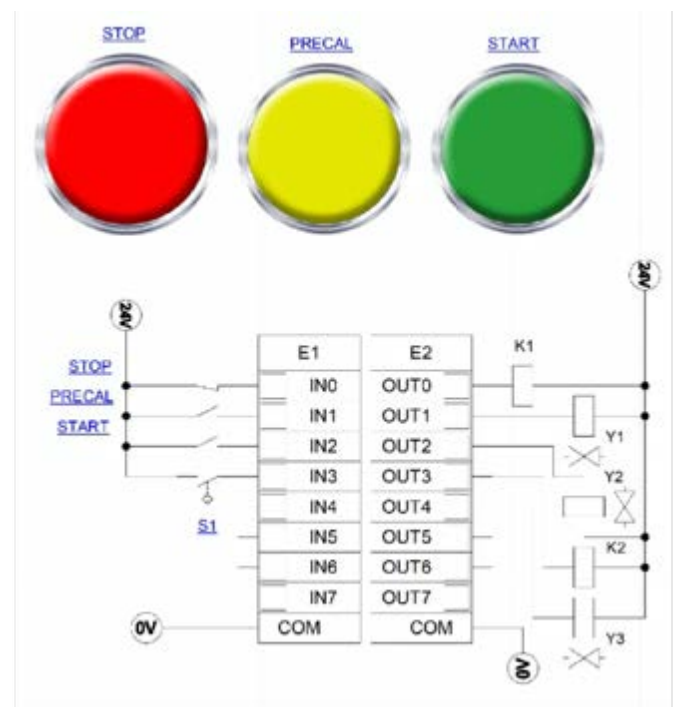 STOP PRECAL START
24V
24V
E1 E2 K1
STOP IN0 OUT0
PRECAL IN1 OUT1
START IN2 OUT2 Y1
IN3 OUT3 Y2
S1 IN4 OUT4
IN5 OUT5 K2
IN6 OUT6
IN7 OUT7
0V COM COM Y3
0V